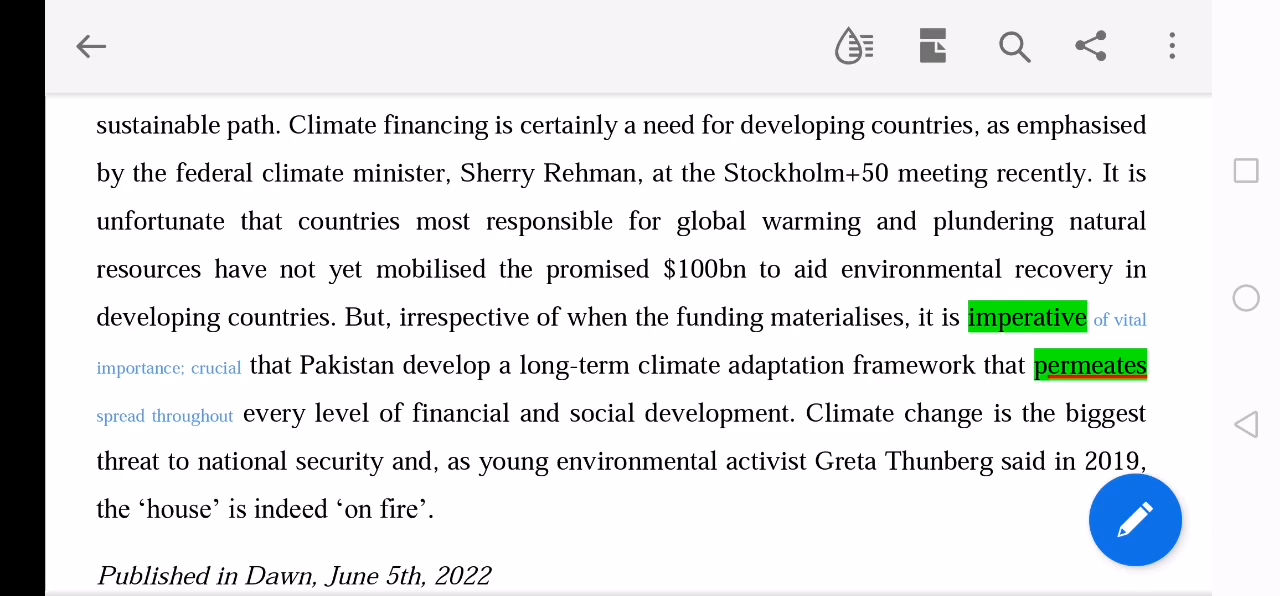 sustainable path. Climate financing is certainly a need for developing countries, as emphasised
by the federal climate minister, Sherry Rehman, at the Stockholm+50 meeting recently. It is
unfortunate that countries most responsible for global warming and plundering natural
resources have not yet mobilised the promised $100bn to aid environmental recovery in
developing countries. But, irrespective of when the funding materialises, it is imperative of vital
importance; crucial that Pakistan develop a long-term climate adaptation framework that permeates
spread throughout every level of financial and social development. Climate change is the biggest
threat to national security and, as young environmental activist Greta Thunberg said in 2019,
the ‘house’ is indeed ‘on fire’.
Published in Dawn, June 5th, 2022